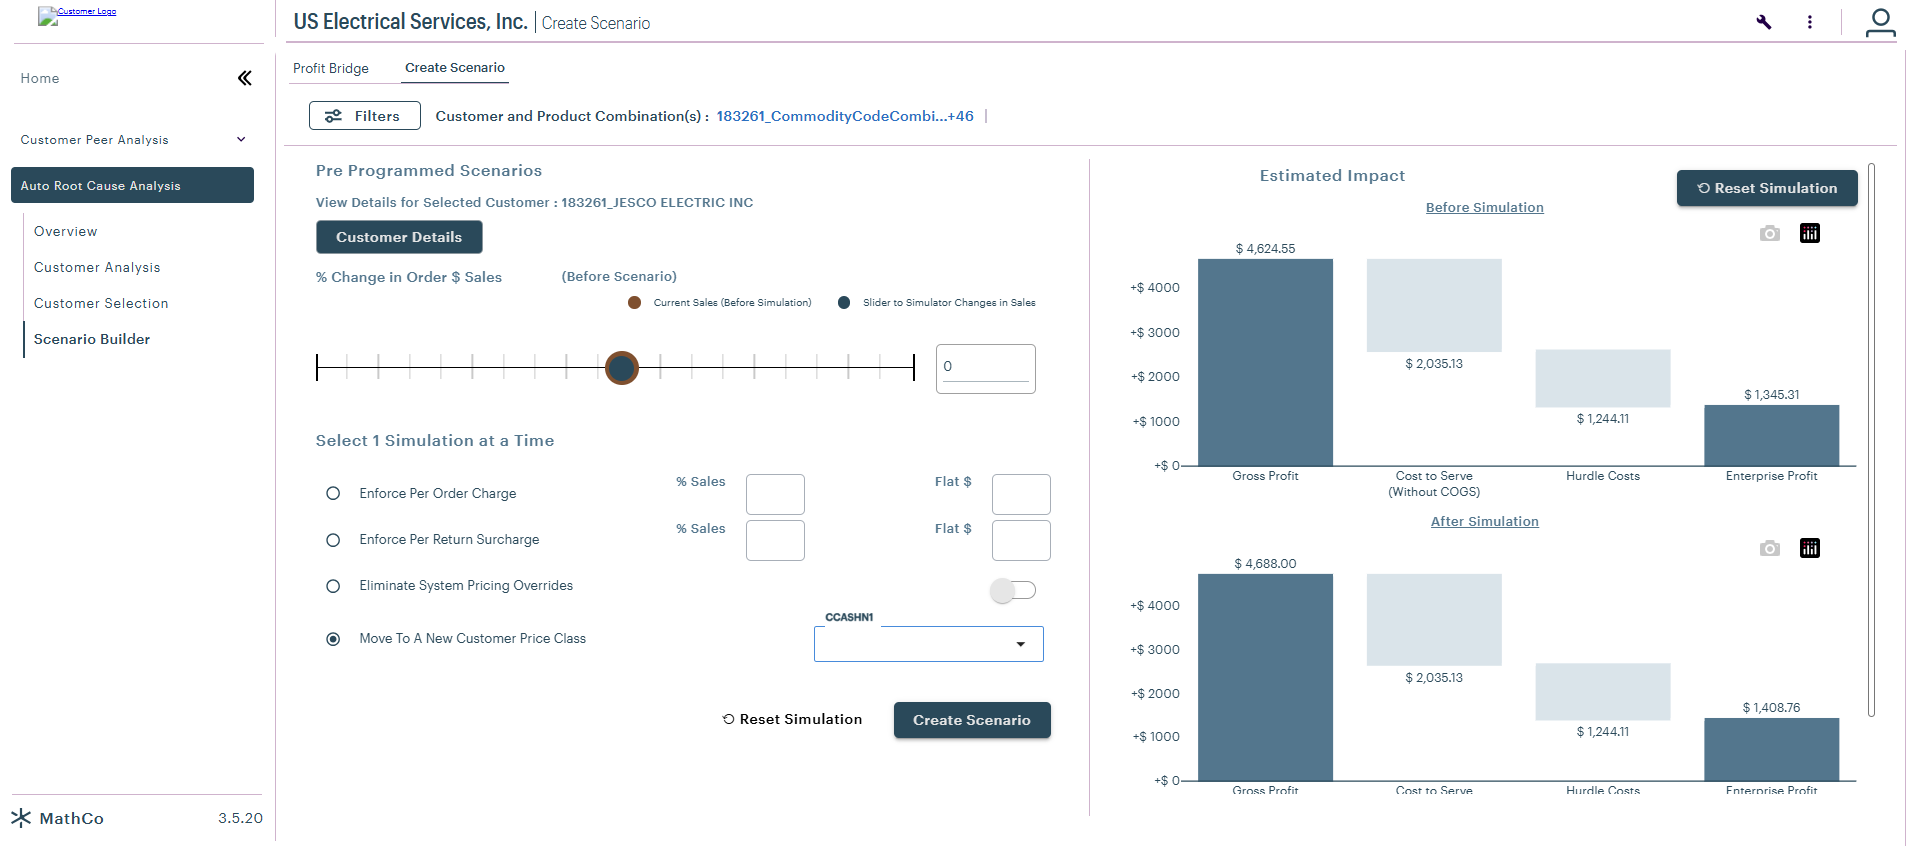 Customer Logo
US Electrical Services, Inc. | Create Scenario
Home
Customer Peer Analysis
Auto Root Cause Analysis
Overview
Customer Analysis
Customer Selection
Scenario Builder
MathCo 3.5.20
Profit Bridge Create Scenario
Filters Customer and Product Combination(s) : 183261_CommodityCodeCombi...+46
Pre Programmed Scenarios
View Details for Selected Customer : 183261_JESCO ELECTRIC INC
Customer Details
% Change in Order $ Sales (Before Scenario)
Current Sales (Before Simulation) Slider to Simulator Changes in Sales
0
Select 1 Simulation at a Time
Enforce Per Order Charge % Sales Flat $
Enforce Per Return Surcharge % Sales Flat $
Eliminate System Pricing Overrides
CCASHN1
Move To A New Customer Price Class
Reset Simulation Create Scenario
Estimated Impact
Reset Simulation
Before Simulation
$ 4,624.55
+$ 4000
+$ 3000
$ 2,035.13
+$ 2000
$ 1,345.31
+$ 1000
$ 1,244.11
+$ 0
Gross Profit Cost to Serve Hurdle Costs Enterprise Profit
(Without COGS)
After Simulation
$ 4,688.00
+$ 4000
+$ 3000
$ 2,035.13
+$ 2000
$ 1,408.76
+$ 1000
$ 1,244.11
+$ 0
Gross Profit Cost to Serve Hurdle Costs Enterprise Profit